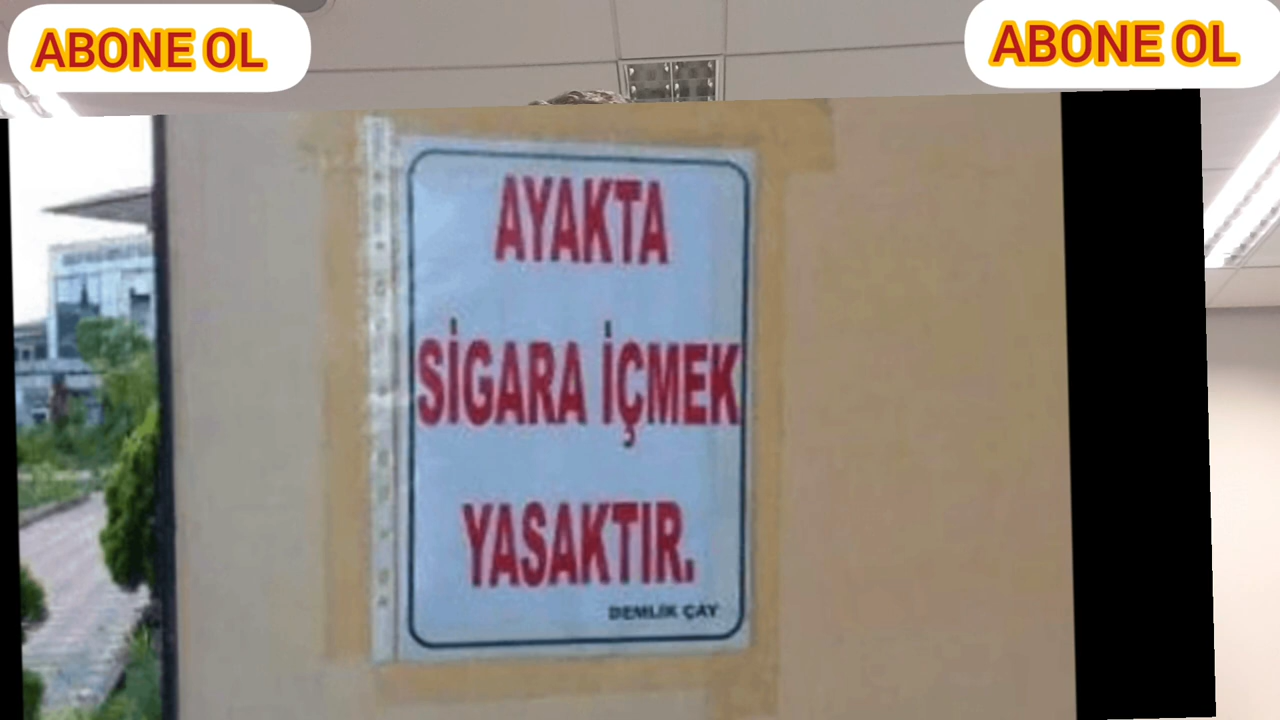 ABONE OL
ABONE OL
AYAKTA
SİGARA İÇMEK
YASAKTIR.
DEMLİK ÇAY